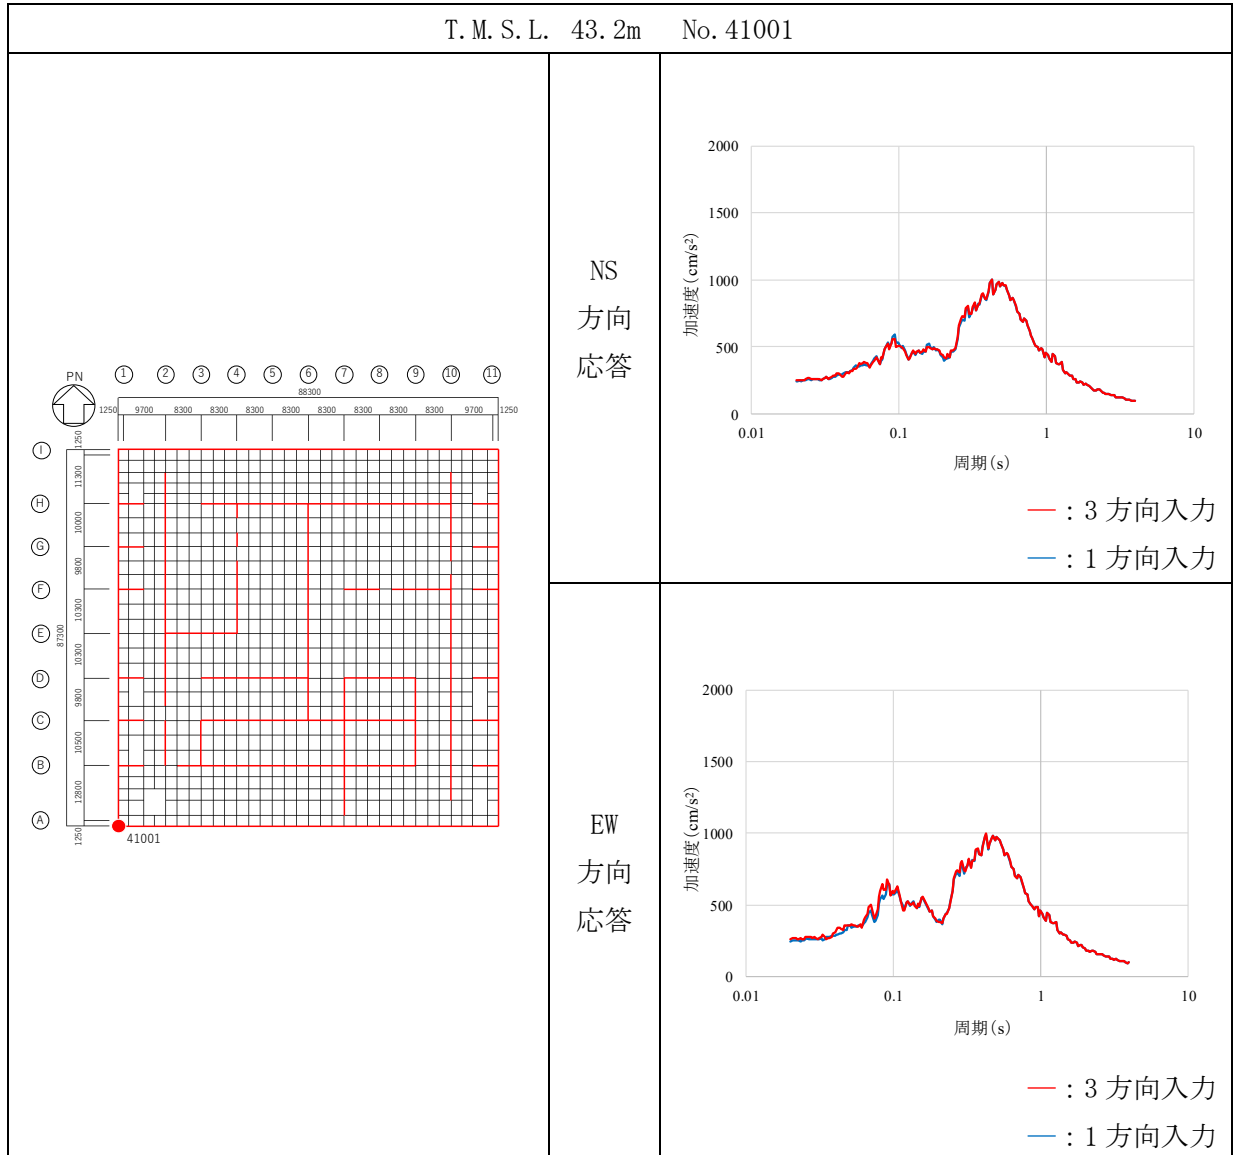 T.M.S.L. 43.2m No.41001
PN
1 2 3 4 5 6 7 8 9 10 11
88300
1250 9700 8300 8300 8300 8300 8300 8300 8300 8300 9700 1250
I
H
G
F
E
D
C
B
A
87300
1250
11300
10000
9800
10300
10300
9800
10500
12800
1250
41001
NS
方向
応答
加速度(cm/s²)
2000
1500
1000
500
0
0.01 0.1 1 10
周期(s)
:3方向入力
:1方向入力
EW
方向
応答
加速度(cm/s²)
2000
1500
1000
500
0
0.01 0.1 1 10
周期(s)
:3方向入力
:1方向入力